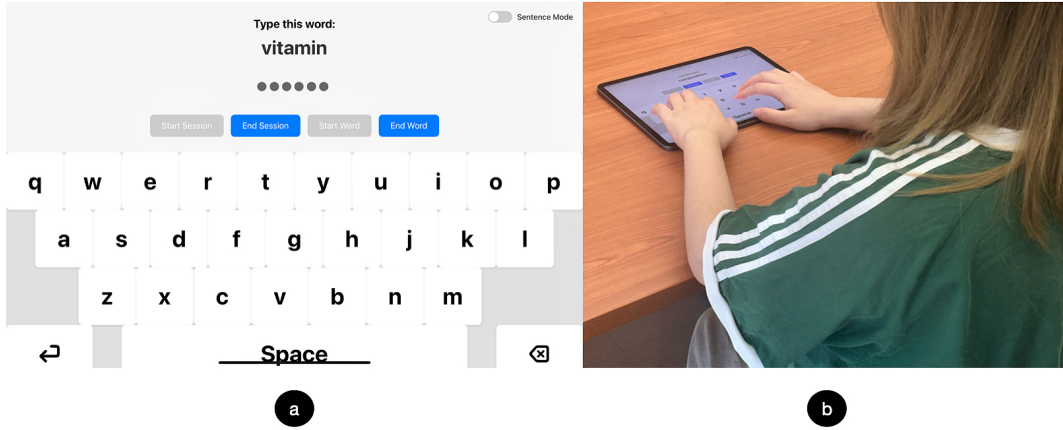 Type this word:
Sentence Mode
vitamin
Start Session End Session Start Word End Word
q w e r t y u i o p
a s d f g h j k l
z x c v b n m
Space
a b